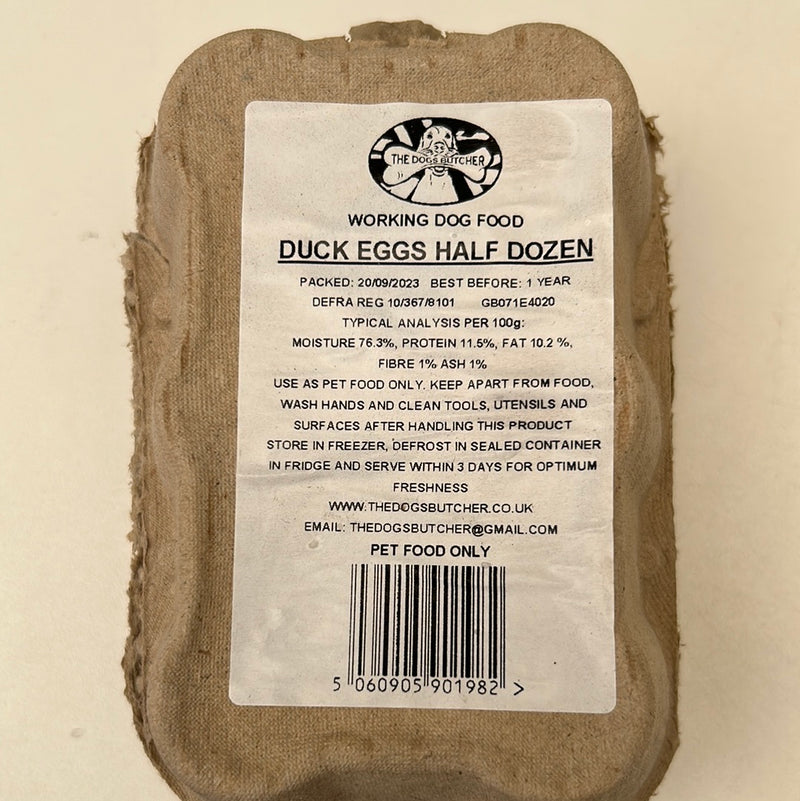 THE DOGS BUTCHER
WORKING DOG FOOD
DUCK EGGS HALF DOZEN
PACKED: 20/09/2023 BEST BEFORE: 1 YEAR
DEFRA REG 10/367/8101 GB071E4020
TYPICAL ANALYSIS PER 100g:
MOISTURE 76.3%, PROTEIN 11.5%, FAT 10.2 %,
FIBRE 1% ASH 1%
USE AS PET FOOD ONLY. KEEP APART FROM FOOD,
WASH HANDS AND CLEAN TOOLS, UTENSILS AND
SURFACES AFTER HANDLING THIS PRODUCT
STORE IN FREEZER, DEFROST IN SEALED CONTAINER
IN FRIDGE AND SERVE WITHIN 3 DAYS FOR OPTIMUM
FRESHNESS
WWW.THEDOGSBUTCHER.CO.UK
EMAIL: THEDOGSBUTCHER@GMAIL.COM
PET FOOD ONLY
5 060905 901982 >